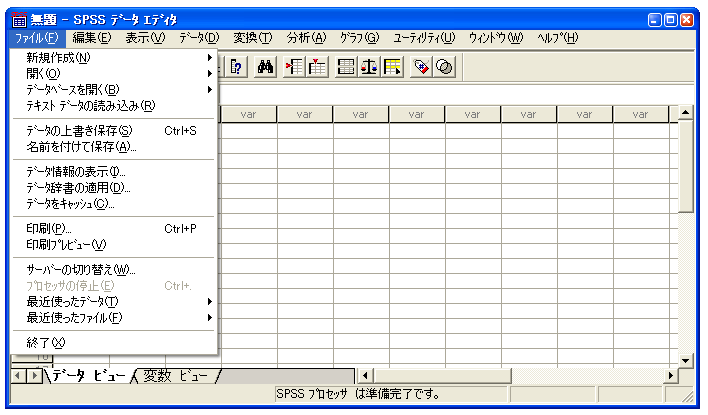 無題 - SPSS ﾃﾞｰﾀ ｴﾃﾞｨﾀ
ﾌｧｲﾙ(F) 編集(E) 表示(V) ﾃﾞｰﾀ(D) 変換(T) 分析(A) ｸﾞﾗﾌ(G) ﾕｰﾃｨﾘﾃｨ(U) ｳｨﾝﾄﾞｳ(W) ﾍﾙﾌﾟ(H)
新規作成(N)
開く(O)
ﾃﾞｰﾀﾍﾞｰｽを開く(B)
ﾃｷｽﾄ ﾃﾞｰﾀの読み込み(R)
var var var var var var var
ﾃﾞｰﾀの上書き保存(S) Ctrl+S
名前を付けて保存(A)...
ﾃﾞｰﾀ情報の表示(I)...
ﾃﾞｰﾀ辞書の適用(D)...
ﾃﾞｰﾀをｷｬｯｼｭ(C)...
印刷(P)... Ctrl+P
印刷ﾌﾟﾚﾋﾞｭｰ(V)
ｻｰﾊﾞｰの切り替え(W)...
ﾌﾟﾛｾｯｻの停止(E) Ctrl+.
最近使ったﾃﾞｰﾀ(T)
最近使ったﾌｧｲﾙ(F)
終了(X)
ﾃﾞｰﾀ ﾋﾞｭｰ 変数 ﾋﾞｭｰ
SPSS ﾌﾟﾛｾｯｻ は準備完了です。